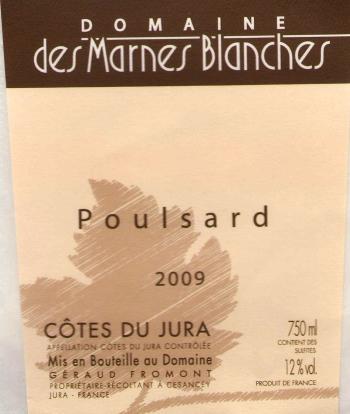 DOMAINE
des Marnes Blanches
Poulsard
2009
CÔTES DU JURA
APPELLATION CÔTES DU JURA CONTRÔLÉE
Mis en Bouteille au Domaine
GÉRAUD FROMONT
PROPRIÉTAIRE-RÉCOLTANT À CESANCEY
JURA - FRANCE
750 ml
CONTIENT DES
SULFITES
12% vol.
PRODUIT DE FRANCE